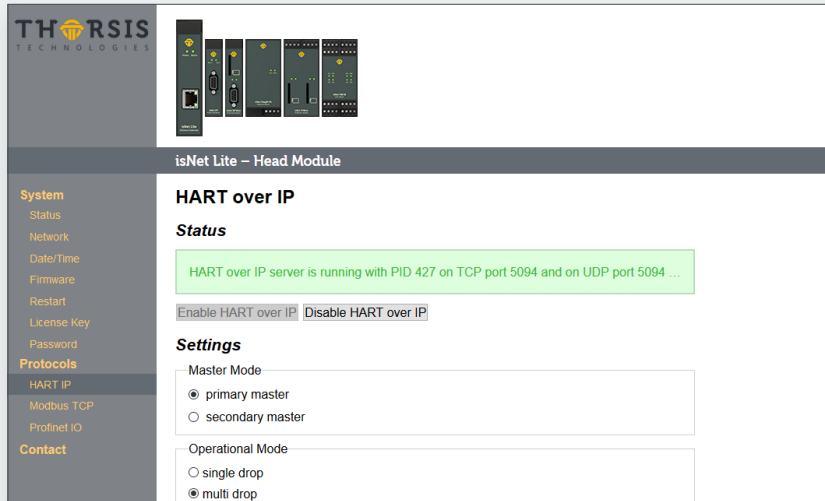 THORSIS
TECHNOLOGIES
isNet Lite – Head Module
System
Status
Network
Date/Time
Firmware
Restart
License Key
Password
Protocols
HART IP
Modbus TCP
Profinet IO
Contact
HART over IP
Status
HART over IP server is running with PID 427 on TCP port 5094 and on UDP port 5094 ...
Enable HART over IP Disable HART over IP
Settings
Master Mode
primary master
secondary master
Operational Mode
single drop
multi drop